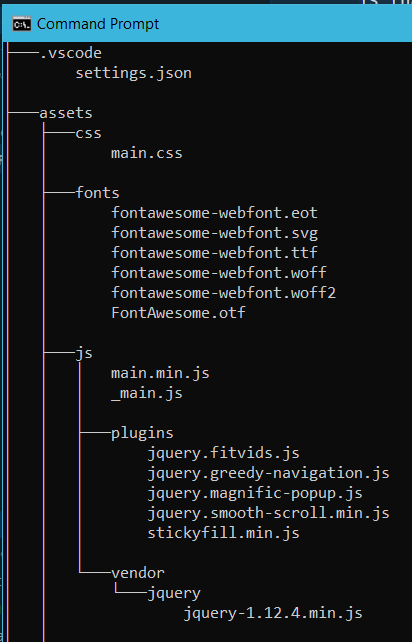 Command Prompt
.vscode
settings.json
assets
css
main.css
fonts
fontawesome-webfont.eot
fontawesome-webfont.svg
fontawesome-webfont.ttf
fontawesome-webfont.woff
fontawesome-webfont.woff2
FontAwesome.otf
js
main.min.js
_main.js
plugins
jquery.fitvids.js
jquery.greedy-navigation.js
jquery.magnific-popup.js
jquery.smooth-scroll.min.js
stickyfill.min.js
vendor
jquery
jquery-1.12.4.min.js